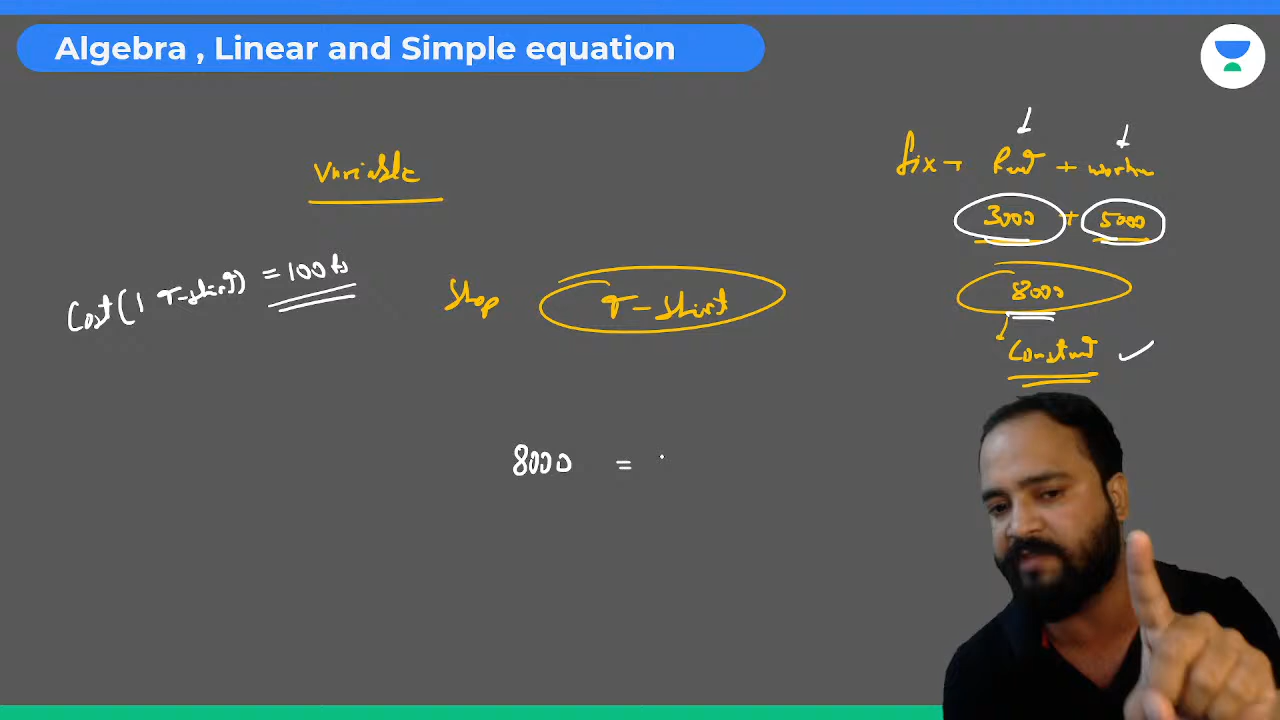 Algebra , Linear and Simple equation
Variable
fix → Rent + worker
3000 + 5000
8000
Constant
Cost (1 T-shirt) = 100 Rs
Shop T-shirt
8000 =